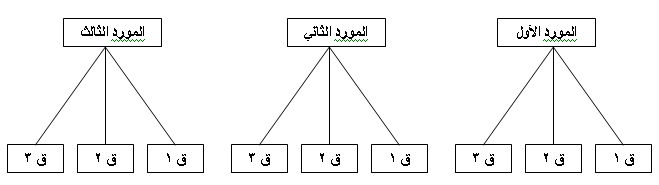 المورد الأول
المورد الثاني
المورد الثالث
ق ١
ق ٢
ق ٣
ق ١
ق ٢
ق ٣
ق ١
ق ٢
ق ٣